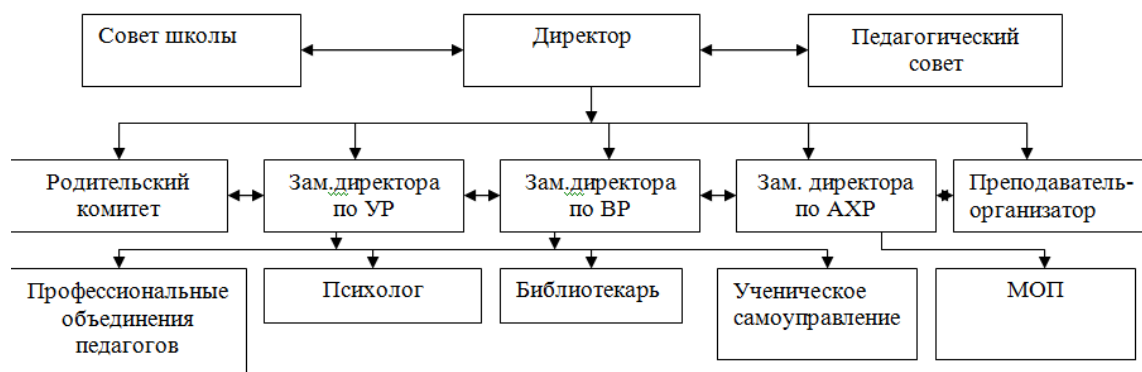 Совет школы
Директор
Педагогический
совет
Родительский
комитет
Зам.директора
по УР
Зам.директора
по ВР
Зам. директора
по АХР
Преподаватель-
организатор
Профессиональные
объединения
педагогов
Психолог
Библиотекарь
Ученическое
самоуправление
МОП